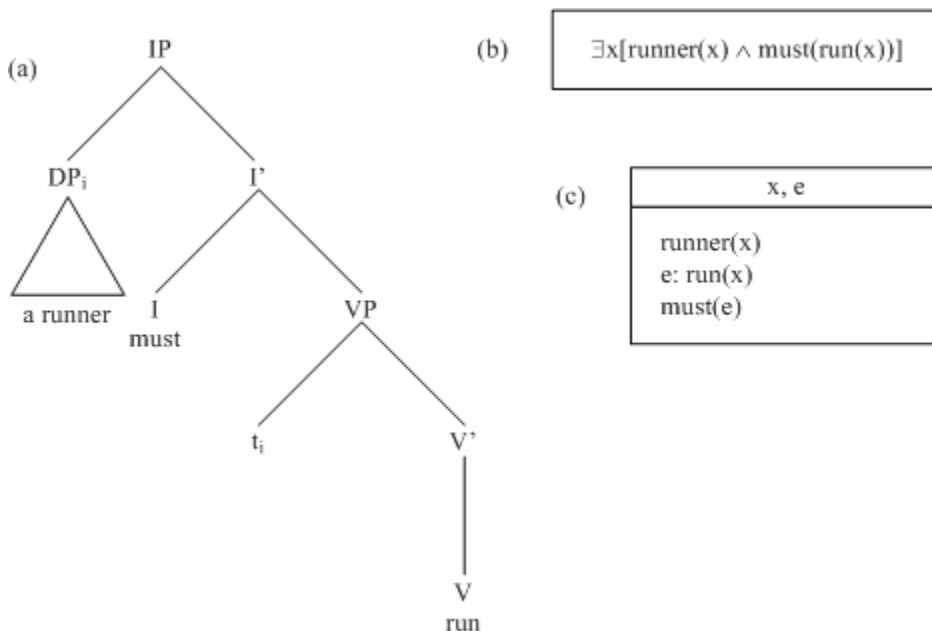 (a)
IP
DPᵢ
I’
a runner
I
must
VP
tᵢ
V’
V
run
(b)
∃x[runner(x) ∧ must(run(x))]
(c)
x, e
runner(x)
e: run(x)
must(e)